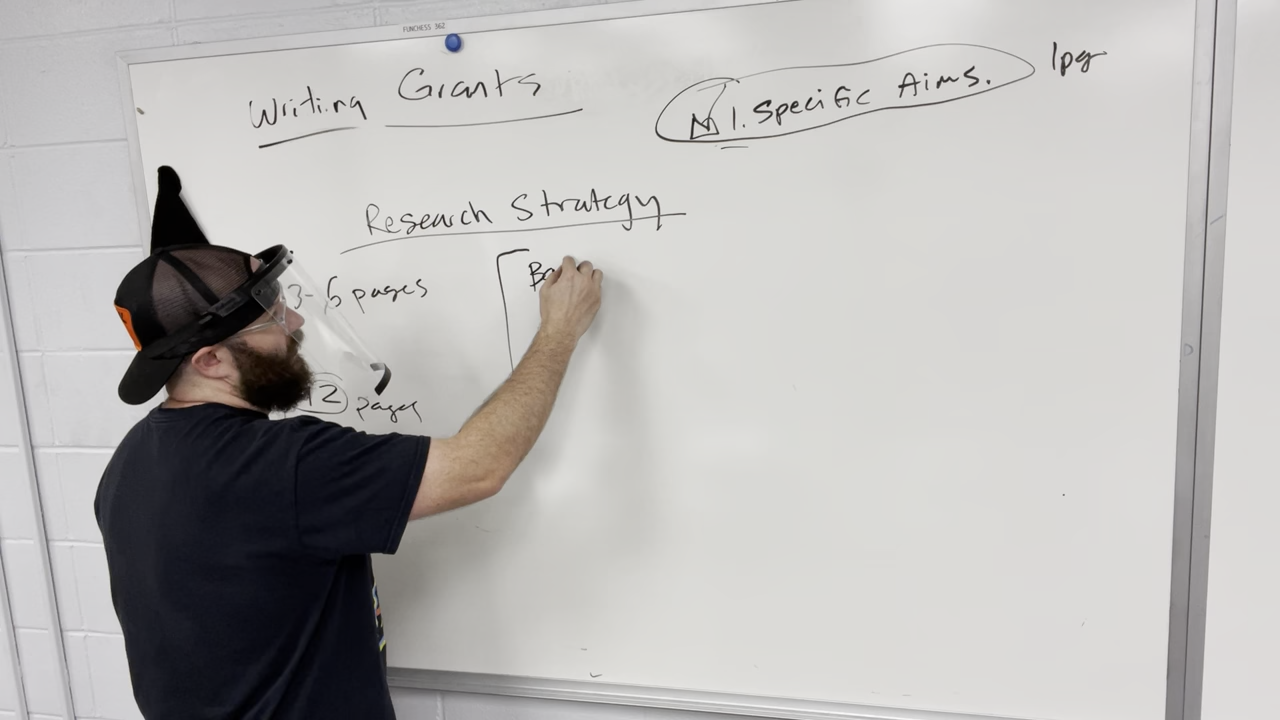 FUNCHESS 362
Writing Grants
1. Specific Aims. 1pg
Research Strategy
3-6 pages
12 pages